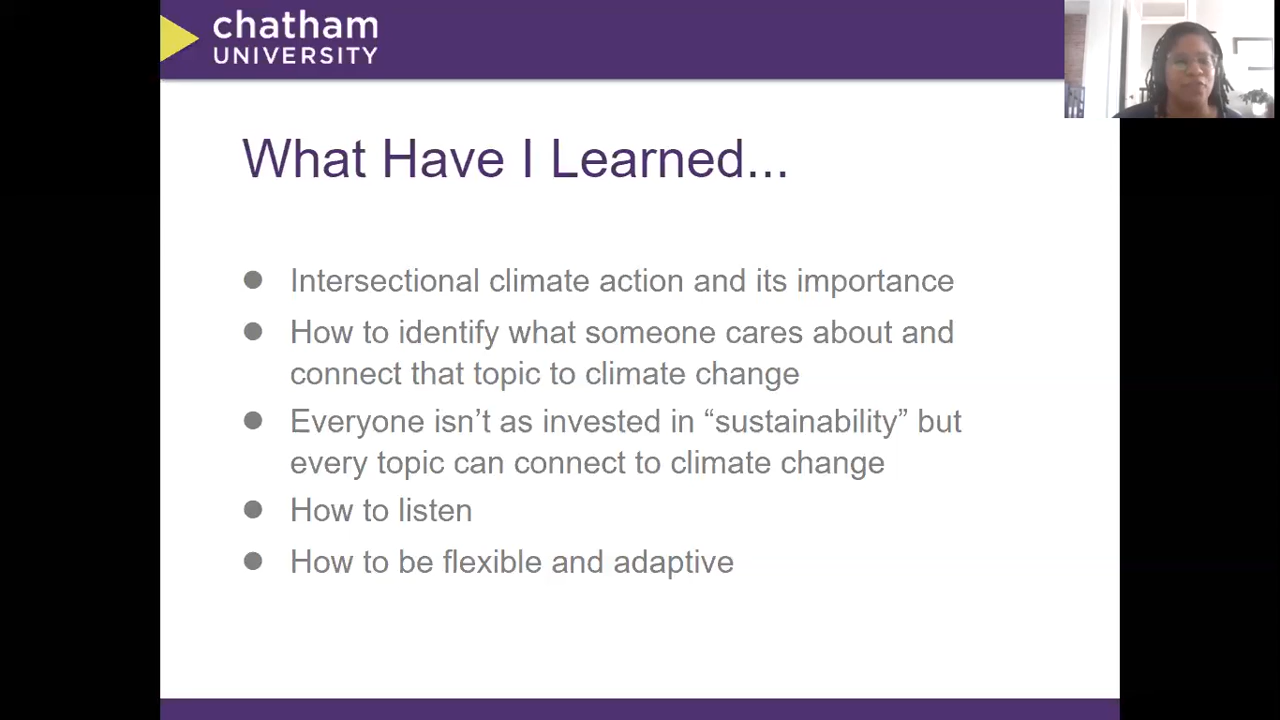 chatham
UNIVERSITY
What Have I Learned...
● Intersectional climate action and its importance
● How to identify what someone cares about and
connect that topic to climate change
● Everyone isn’t as invested in “sustainability” but
every topic can connect to climate change
● How to listen
● How to be flexible and adaptive